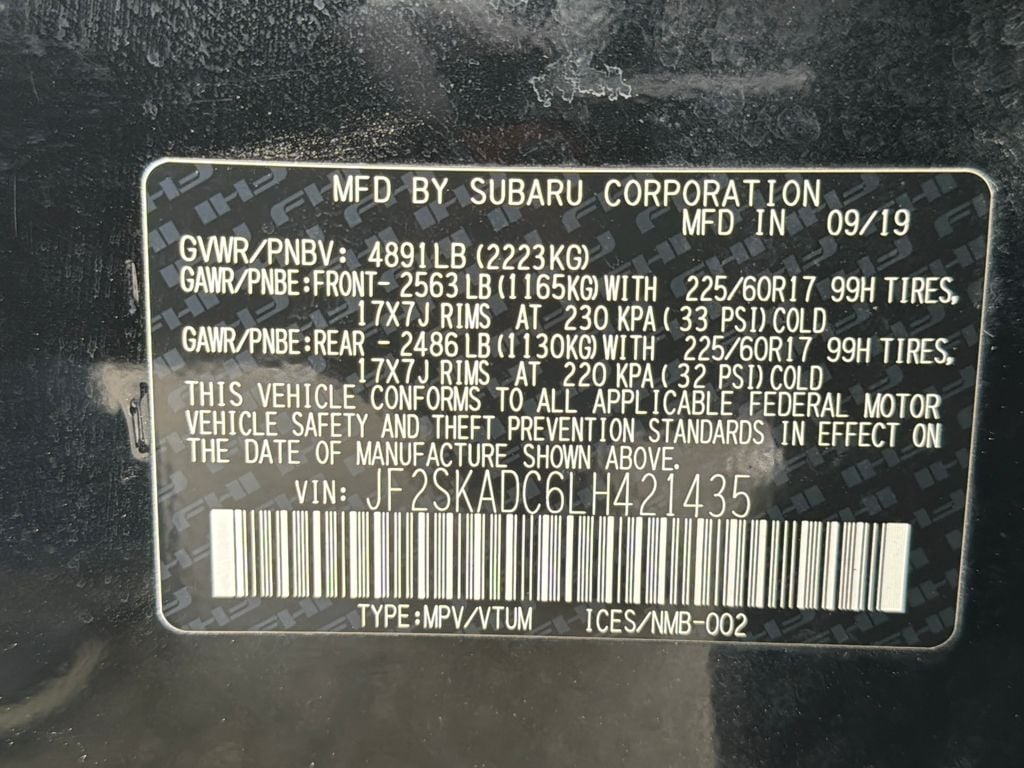 MFD BY SUBARU CORPORATION
MFD IN 09/19
GVWR/PNBV: 4891LB (2223KG)
GAWR/PNBE:FRONT- 2563 LB (1165KG) WITH 225/60R17 99H TIRES,
17X7J RIMS AT 230 KPA ( 33 PSI) COLD
GAWR/PNBE:REAR - 2486 LB (1130KG) WITH 225/60R17 99H TIRES,
17X7J RIMS AT 220 KPA ( 32 PSI) COLD
THIS VEHICLE CONFORMS TO ALL APPLICABLE FEDERAL MOTOR
VEHICLE SAFETY AND THEFT PREVENTION STANDARDS IN EFFECT ON
THE DATE OF MANUFACTURE SHOWN ABOVE.
VIN: JF2SKADC6LH421435
TYPE:MPV/VTUM ICES/NMB-002